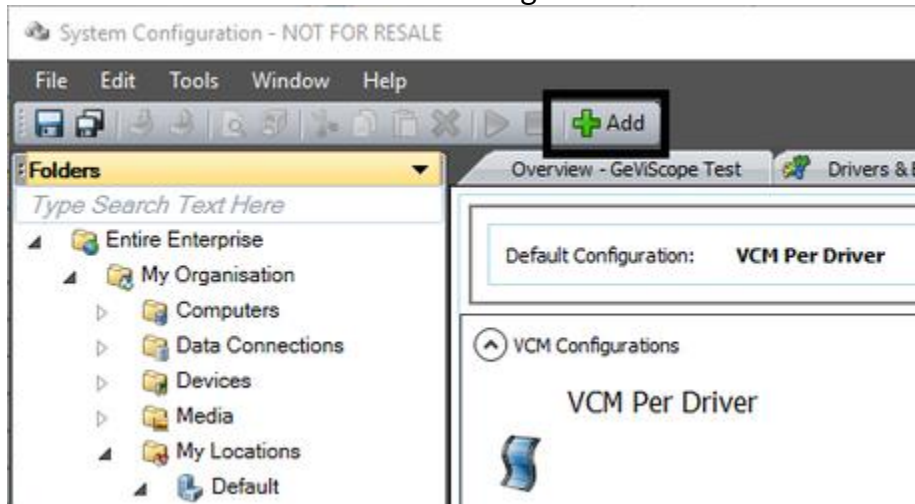 System Configuration - NOT FOR RESALE
File Edit Tools Window Help
Add
Folders
Overview - GeViScope Test
Drivers &
Type Search Text Here
Entire Enterprise
My Organisation
Computers
Data Connections
Devices
Media
My Locations
Default
Default Configuration: VCM Per Driver
VCM Configurations
VCM Per Driver